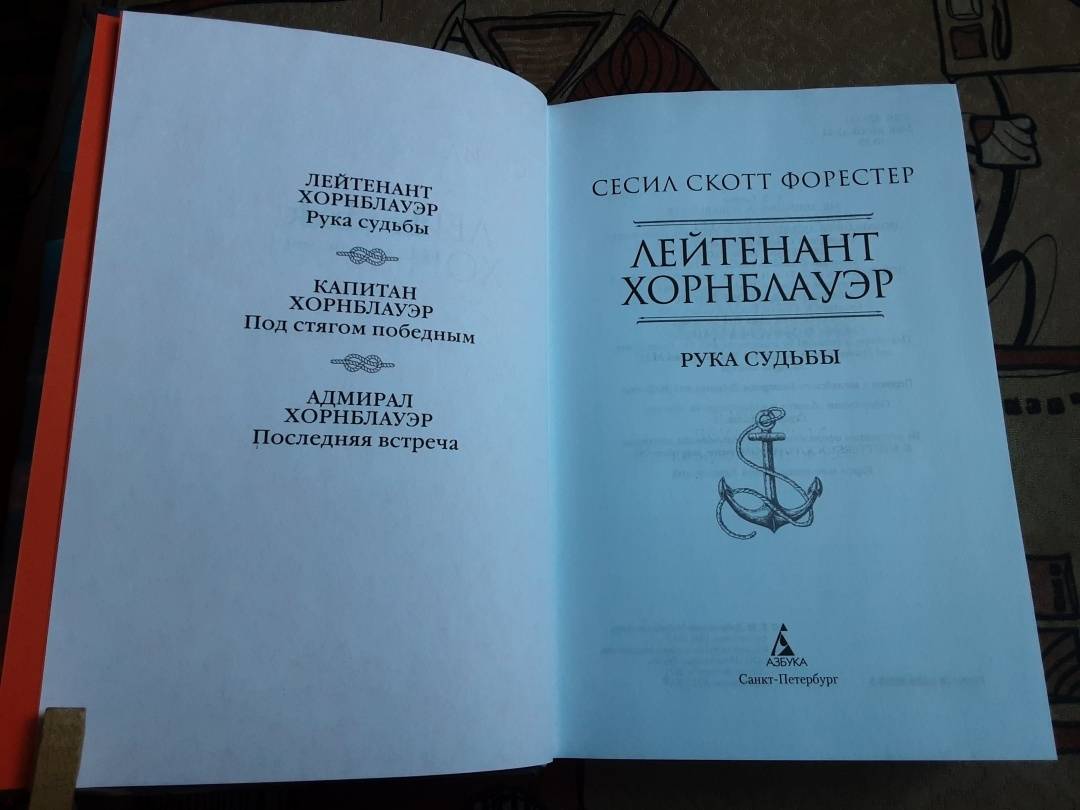 ЛЕЙТЕНАНТ
ХОРНБЛАУЭР
Рука судьбы
КАПИТАН
ХОРНБЛАУЭР
Под стягом победным
АДМИРАЛ
ХОРНБЛАУЭР
Последняя встреча
СЕСИЛ СКОТТ ФОРЕСТЕР
ЛЕЙТЕНАНТ
ХОРНБЛАУЭР
РУКА СУДЬБЫ
АЗБУКА
Санкт-Петербург